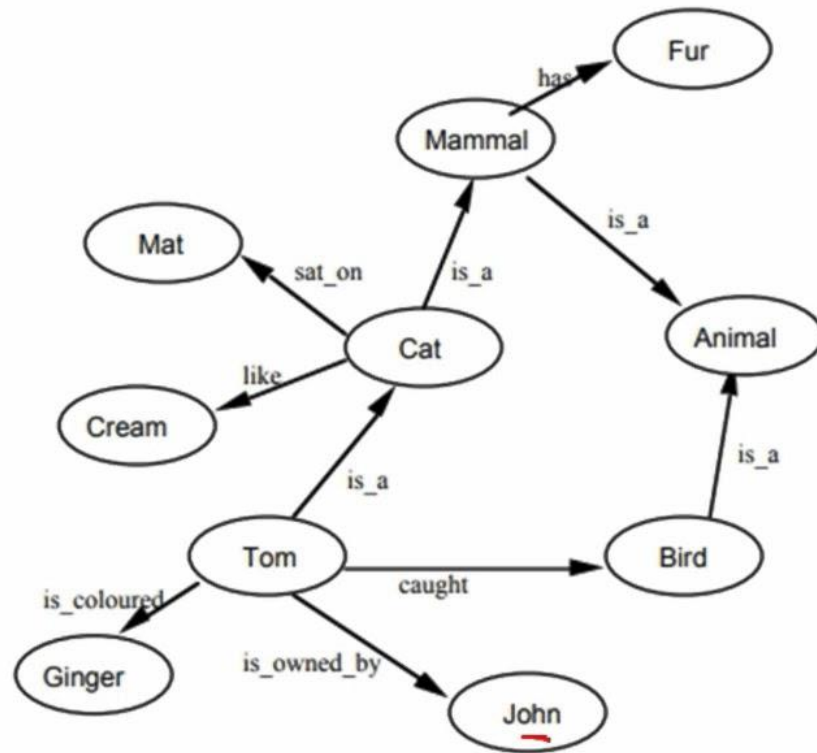 Fur
has
Mammal
Mat
is_a
sat_on
is_a
Cat
Animal
like
Cream
is_a
is_a
Tom
Bird
caught
is_coloured
is_owned_by
Ginger
John